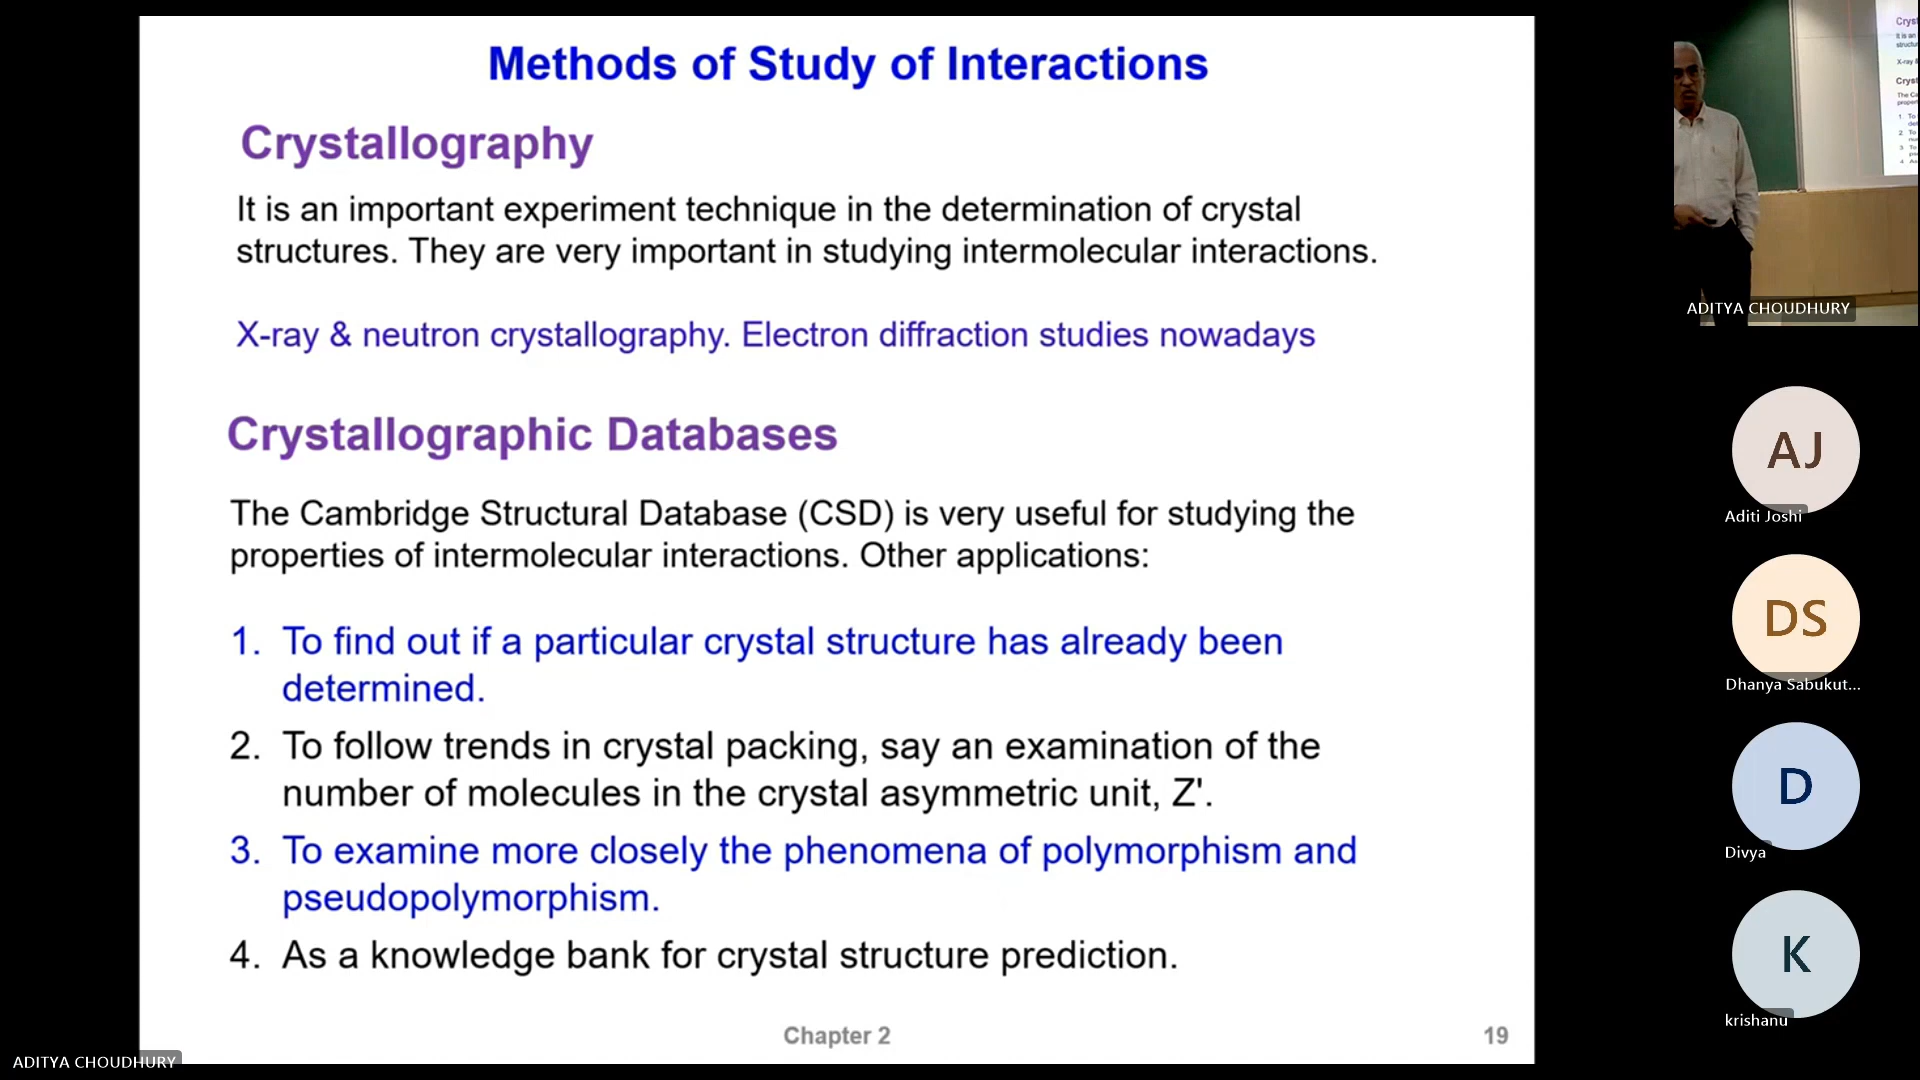 Methods of Study of Interactions
Crystallography
It is an important experiment technique in the determination of crystal
structures. They are very important in studying intermolecular interactions.
X-ray & neutron crystallography. Electron diffraction studies nowadays
Crystallographic Databases
The Cambridge Structural Database (CSD) is very useful for studying the
properties of intermolecular interactions. Other applications:
1. To find out if a particular crystal structure has already been
determined.
2. To follow trends in crystal packing, say an examination of the
number of molecules in the crystal asymmetric unit, Z'.
3. To examine more closely the phenomena of polymorphism and
pseudopolymorphism.
4. As a knowledge bank for crystal structure prediction.
Chapter 2
19
ADITYA CHOUDHURY
ADITYA CHOUDHURY
AJ
Aditi Joshi
DS
Dhanya Sabukut...
D
Divya
K
krishanu